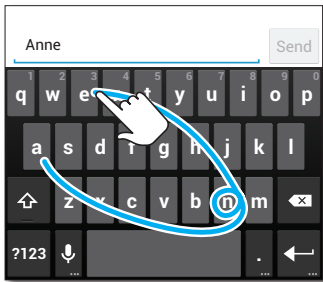 Anne Send
1 2 3 4 5 6 7 8 9 0
q w e t y u i o p
a s d f g h j k l
z x c v b n m
?123 . ...